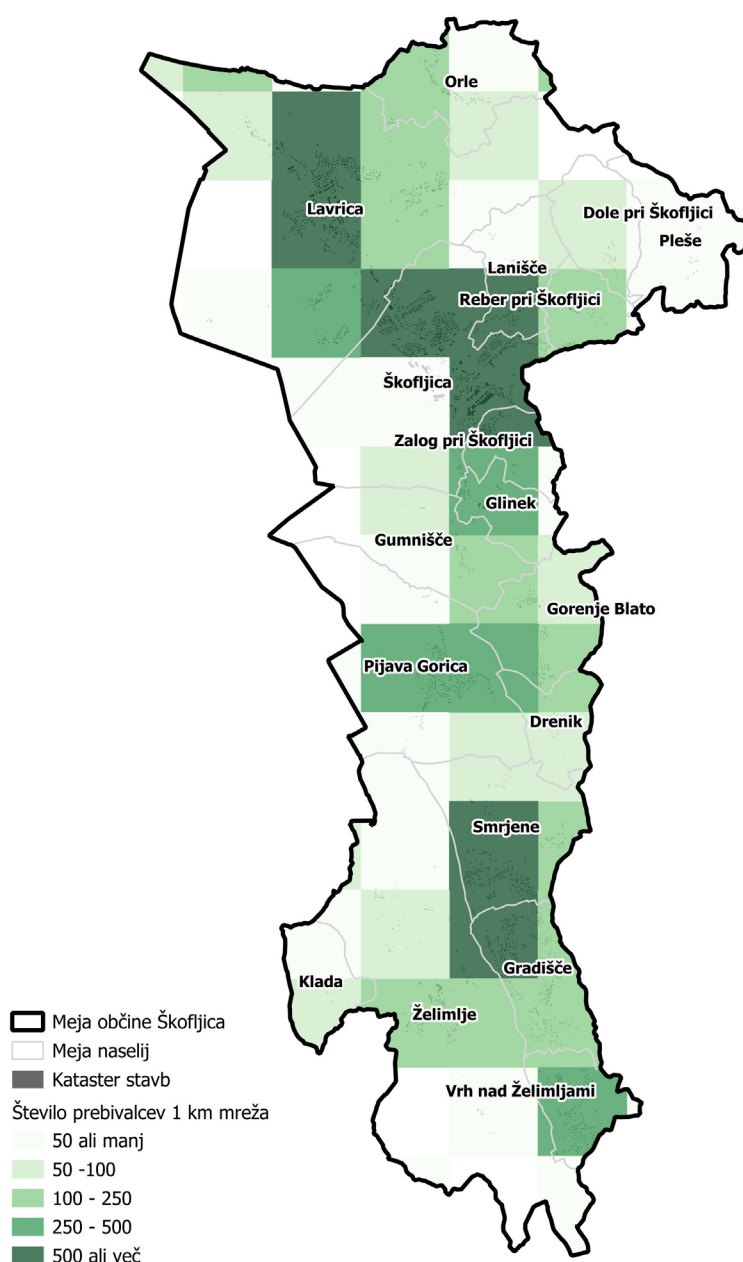 Orle
Lavrica
Dole pri Škofljici
Pleše
Lanišče
Reber pri Škofljici
Škofljica
Zalog pri Škofljici
Glinek
Gumnišče
Gorenje Blato
Pijava Gorica
Drenik
Smrjene
Gradišče
Klada
Želimlje
Vrh nad Želimljami
Meja občine Škofljica
Meja naselij
Kataster stavb
Število prebivalcev 1 km mreža
50 ali manj
50 -100
100 - 250
250 - 500
500 ali več